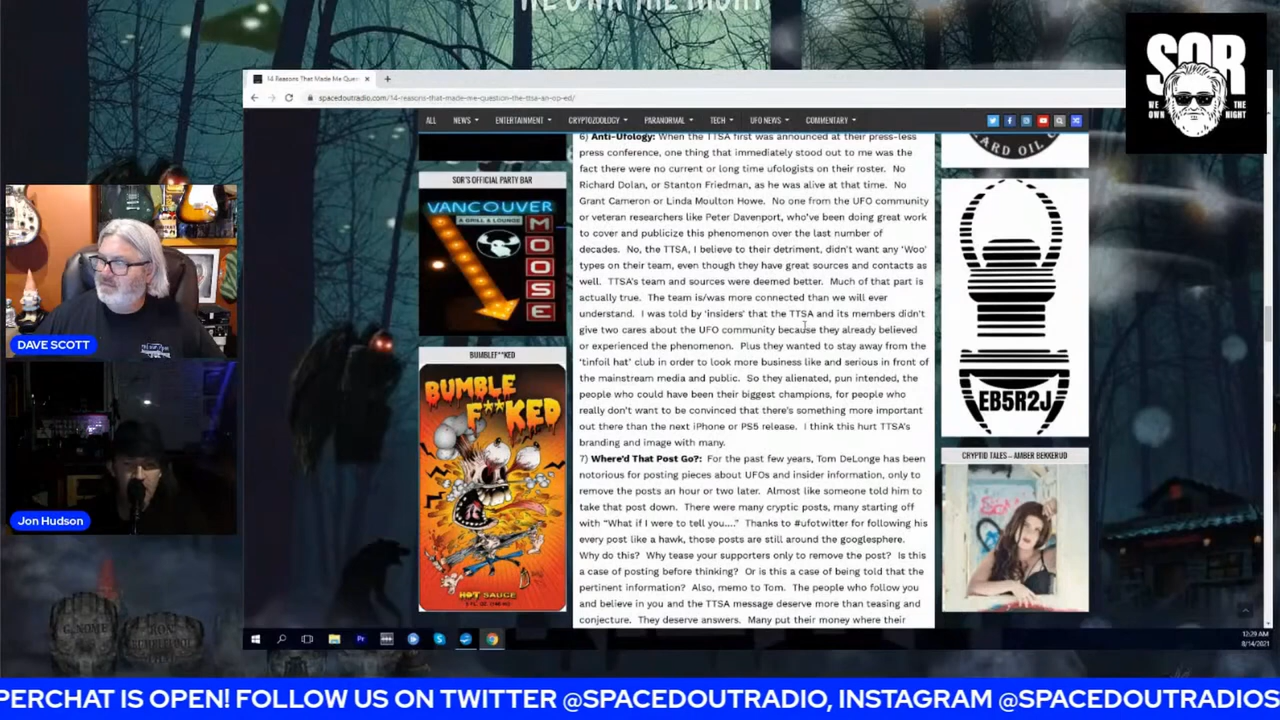 WE OWN THE NIGHT
14 Reasons That Made Me Ques
spacedoutradio.com/14-reasons-that-made-me-question-the-ttsa-an-op-ed/
ALL NEWS ENTERTAINMENT CRYPTOZOOLOGY PARANORMAL TECH UFO NEWS COMMENTARY
SOR
WE OWN THE NIGHT
ARD OIL C
SOR'S OFFICIAL PARTY BAR
VANCOUVER
A GRILL & LOUNGE
MOOSE
BUMBLEF**KED
BUMBLE
F**KED
HOT SAUCE
6) Anti-Ufology: When the TTSA first was announced at their press-less
press conference, one thing that immediately stood out to me was the
fact there were no current or long time ufologists on their roster. No
Richard Dolan, or Stanton Friedman, as he was alive at that time. No
Grant Cameron or Linda Moulton Howe. No one from the UFO community
or veteran researchers like Peter Davenport, who've been doing great work
to cover and publicize this phenomenon over the last number of
decades. No, the TTSA, I believe to their detriment, didn't want any 'Woo'
types on their team, even though they have great sources and contacts as
well. TTSA's team and sources were deemed better. Much of that part is
actually true. The team is/was more connected than we will ever
understand. I was told by 'insiders' that the TTSA and its members didn't
give two cares about the UFO community because they already believed
or experienced the phenomenon. Plus they wanted to stay away from the
'tinfoil hat' club in order to look more business like and serious in front of
the mainstream media and public. So they alienated, pun intended, the
people who could have been their biggest champions, for people who
really don't want to be convinced that there's something more important
out there than the next iPhone or PS5 release. I think this hurt TTSA's
branding and image with many.
7) Where'd That Post Go?: For the past few years, Tom DeLonge has been
notorious for posting pieces about UFOs and insider information, only to
remove the posts an hour or two later. Almost like someone told him to
take that post down. There were many cryptic posts, many starting off
with "What if I were to tell you...." Thanks to #ufotwitter for following his
every post like a hawk, those posts are still around the googlesphere.
Why do this? Why tease your supporters only to remove the post? Is this
a case of posting before thinking? Or is this a case of being told that the
pertinent information? Also, memo to Tom. The people who follow you
and believe in you and the TTSA message deserve more than teasing and
conjecture. They deserve answers. Many put their money where their
EB5R2J
CRYPTID TALES – AMBER BEKKERUD
DAVE SCOTT
Jon Hudson
12:29 AM
8/14/2021
PERCHAT IS OPEN! FOLLOW US ON TWITTER @SPACEDOUTRADIO, INSTAGRAM @SPACEDOUTRADIOS